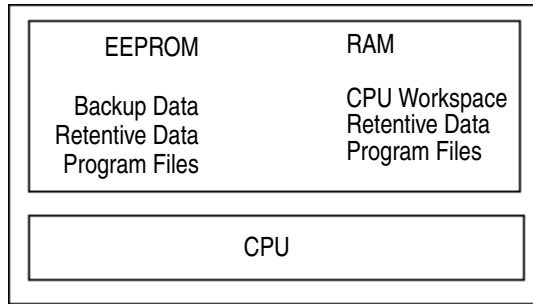 EEPROM
Backup Data
Retentive Data
Program Files
RAM
CPU Workspace
Retentive Data
Program Files
CPU